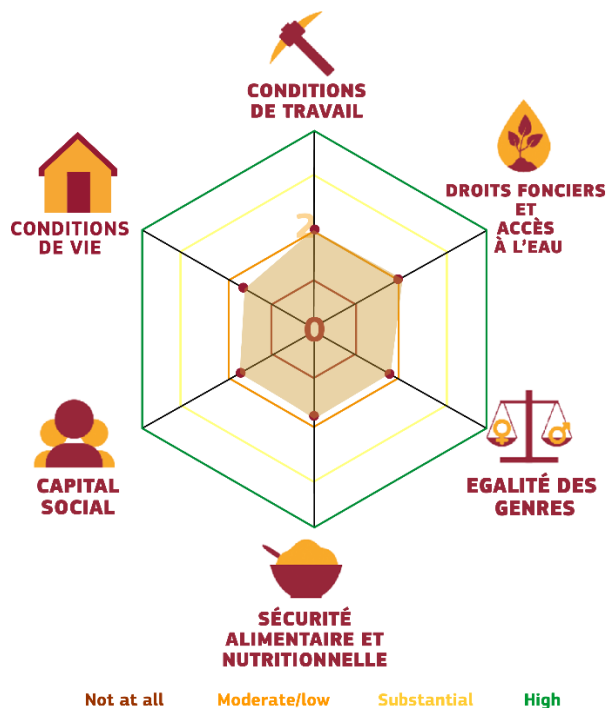 CONDITIONS
DE TRAVAIL
DROITS FONCIERS
ET
ACCÈS
À L'EAU
CONDITIONS
DE VIE
2
0
EGALITÉ DES
GENRES
CAPITAL
SOCIAL
SÉCURITÉ
ALIMENTAIRE ET
NUTRITIONNELLE
Not at all Moderate/low Substantial High